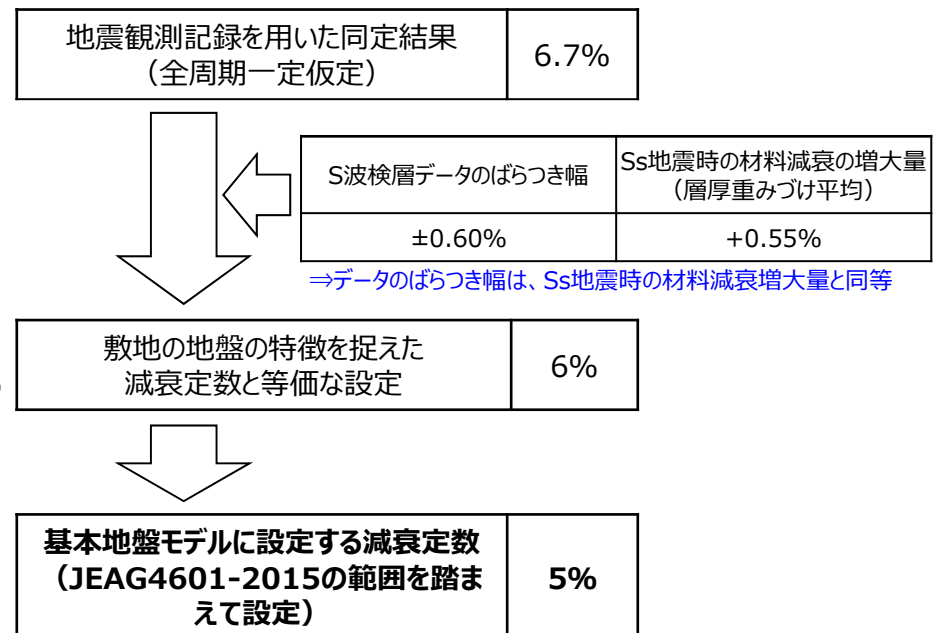 地震観測記録を用いた同定結果
（全周期一定仮定）
6.7%
S波検層データのばらつき幅
Ss地震時の材料減衰の増大量
（層厚重みづけ平均）
±0.60%
+0.55%
⇒データのばらつき幅は、Ss地震時の材料減衰増大量と同等
敷地の地盤の特徴を捉えた
減衰定数と等価な設定
6%
基本地盤モデルに設定する減衰定数
（JEAG4601-2015の範囲を踏ま
えて設定）
5%